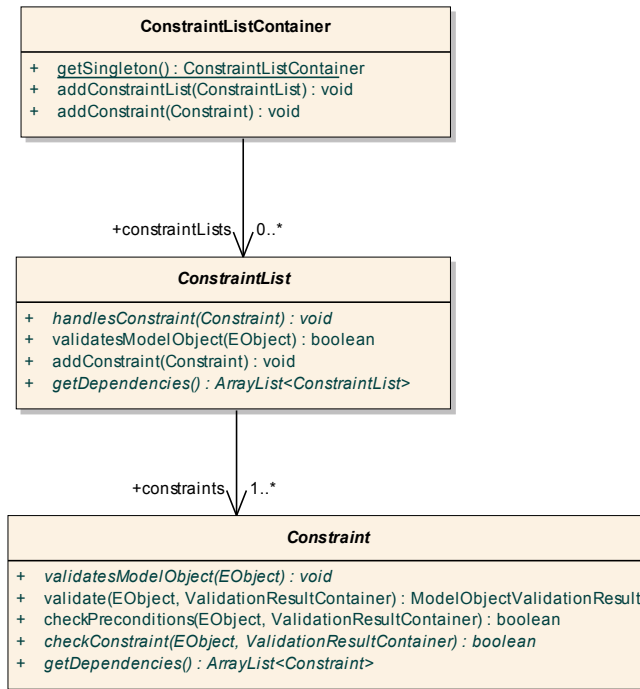 ConstraintListContainer
+ getSingleton() : ConstraintListContainer
+ addConstraintList(ConstraintList) : void
+ addConstraint(Constraint) : void
+constraintLists 0..*
ConstraintList
+ handlesConstraint(Constraint) : void
+ validatesModelObject(EObject) : boolean
+ addConstraint(Constraint) : void
+ getDependencies() : ArrayList<ConstraintList>
+constraints 1..*
Constraint
+ validatesModelObject(EObject) : void
+ validate(EObject, ValidationResultContainer) : ModelObjectValidationResult
+ checkPreconditions(EObject, ValidationResultContainer) : boolean
+ checkConstraint(EObject, ValidationResultContainer) : boolean
+ getDependencies() : ArrayList<Constraint>